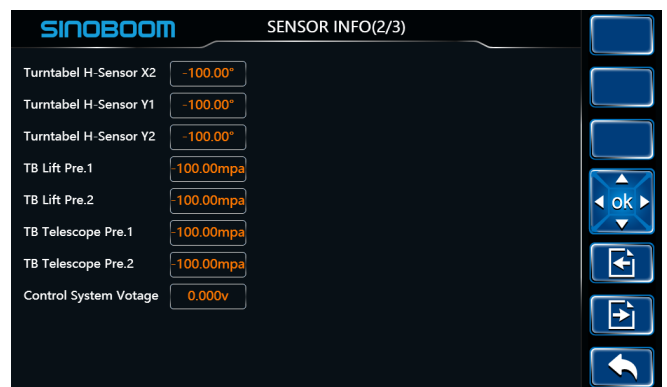 SINOBOOM
SENSOR INFO(2/3)
Turntabel H-Sensor X2 -100.00°
Turntabel H-Sensor Y1 -100.00°
Turntabel H-Sensor Y2 -100.00°
TB Lift Pre.1 -100.00mpa
TB Lift Pre.2 -100.00mpa
TB Telescope Pre.1 -100.00mpa
TB Telescope Pre.2 -100.00mpa
Control System Votage 0.000v
ok